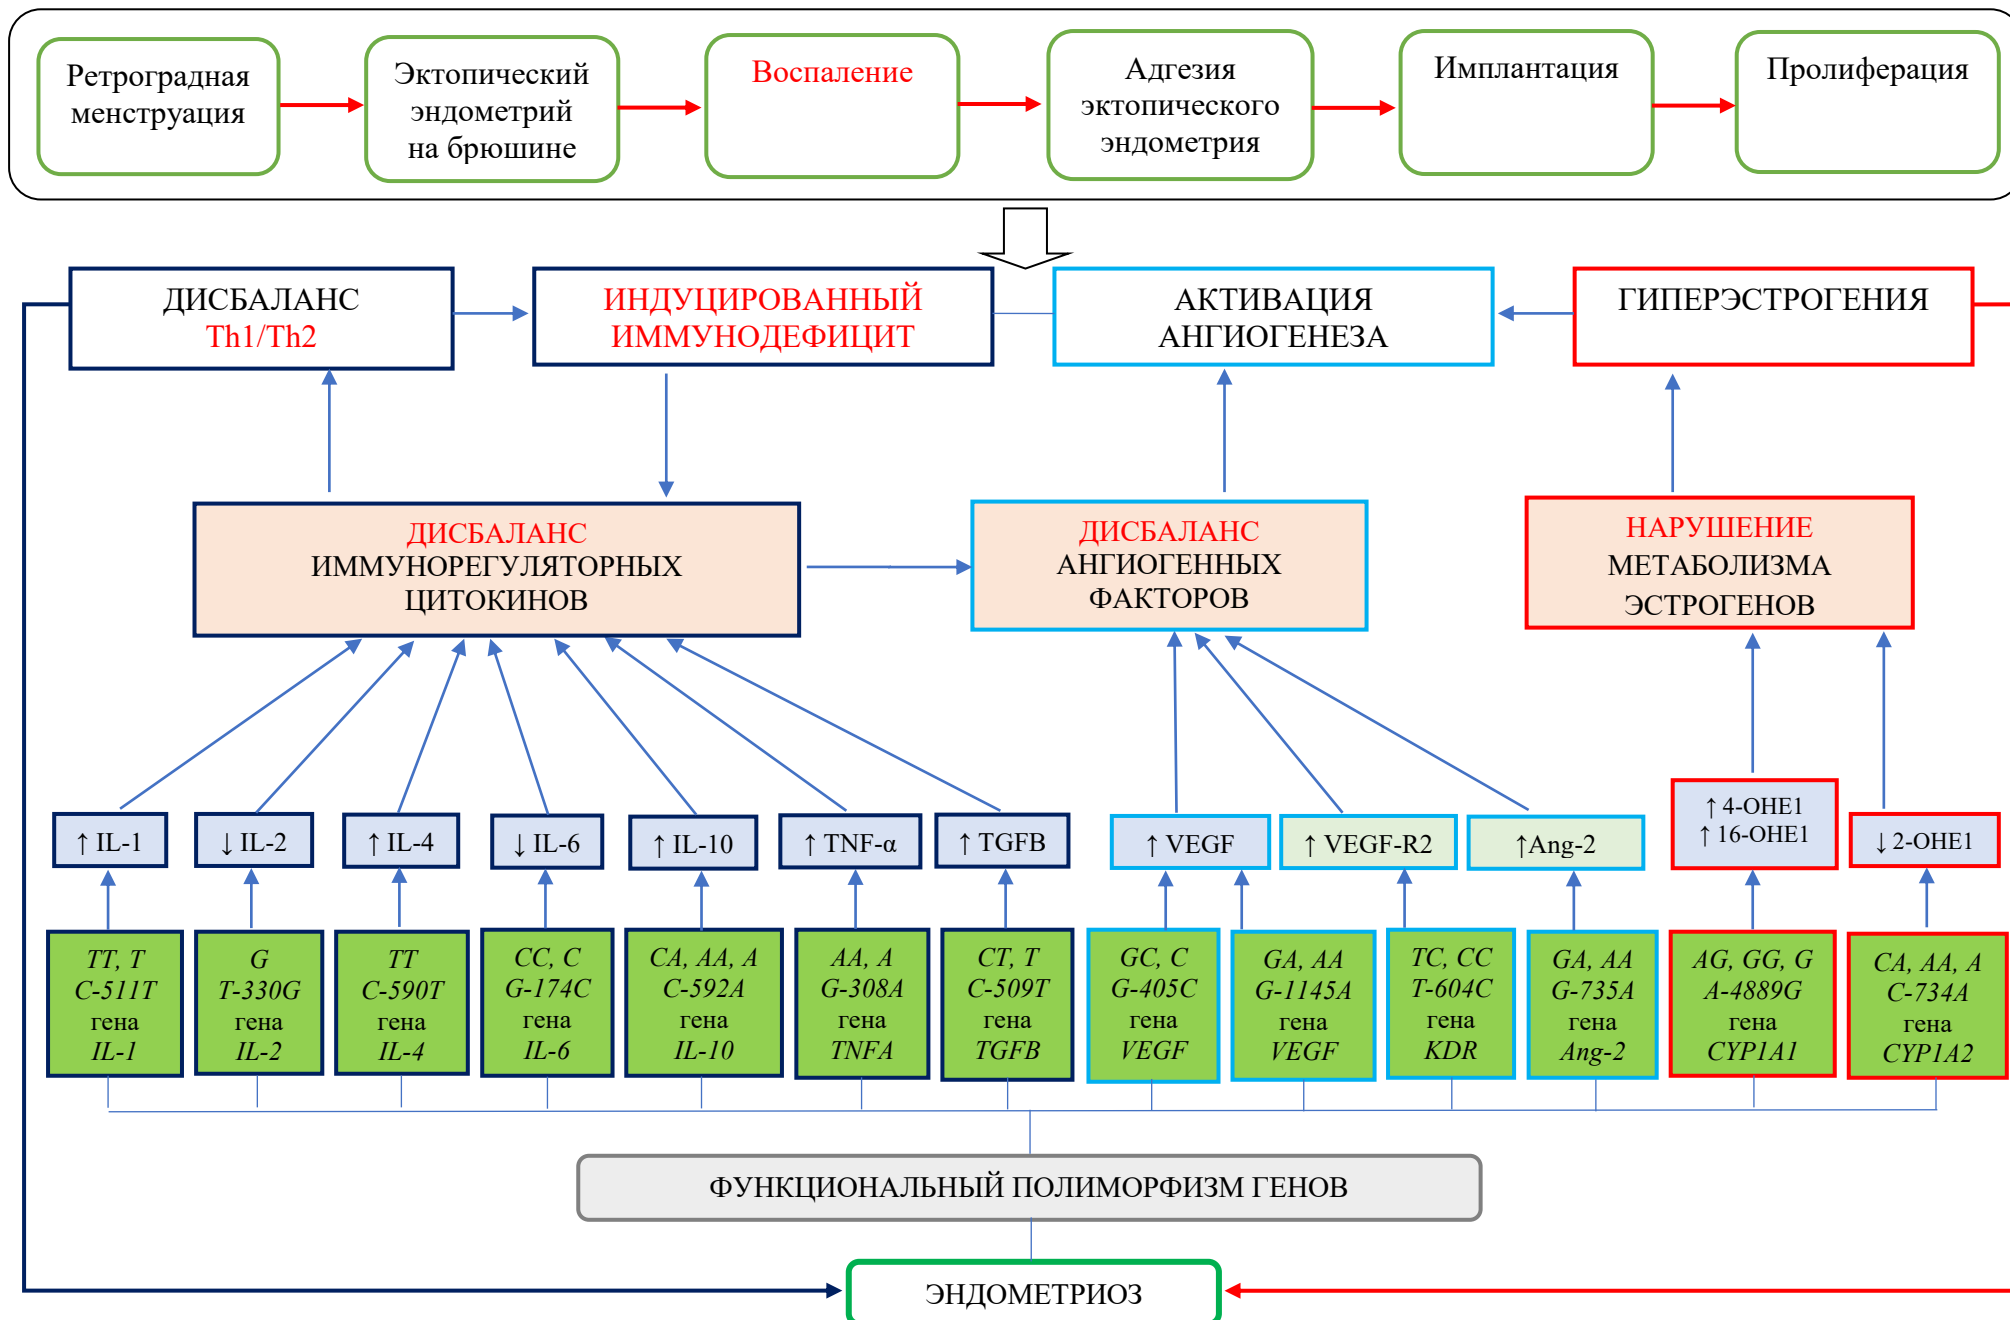 Ретроградная
менструация
Эктопический
эндометрий
на брюшине
Воспаление
Адгезия
эктопического
эндометрия
Имплантация
Пролиферация
ДИСБАЛАНС
Th1/Th2
ИНДУЦИРОВАННЫЙ
ИММУНОДЕФИЦИТ
АКТИВАЦИЯ
АНГИОГЕНЕЗА
ГИПЕРЭСТРОГЕНИЯ
ДИСБАЛАНС
ИММУНОРЕГУЛЯТОРНЫХ
ЦИТОКИНОВ
ДИСБАЛАНС
АНГИОГЕННЫХ
ФАКТОРОВ
НАРУШЕНИЕ
МЕТАБОЛИЗМА
ЭСТРОГЕНОВ
↑ IL-1
↓ IL-2
↑ IL-4
↓ IL-6
↑ IL-10
↑ TNF-α
↑ TGFB
↑ VEGF
↑ VEGF-R2
↑Ang-2
↑ 4-OHE1
↑ 16-OHE1
↓ 2-OHE1
TT, T
C-511T
гена
IL-1
G
T-330G
гена
IL-2
TT
C-590T
гена
IL-4
CC, C
G-174C
гена
IL-6
CA, AA, A
C-592A
гена
IL-10
AA, A
G-308A
гена
TNFA
CT, T
C-509T
гена
TGFB
GC, C
G-405C
гена
VEGF
GA, AA
G-1145A
гена
VEGF
TC, CC
T-604C
гена
KDR
GA, AA
G-735A
гена
Ang-2
AG, GG, G
A-4889G
гена
CYP1A1
CA, AA, A
C-734A
гена
CYP1A2
ФУНКЦИОНАЛЬНЫЙ ПОЛИМОРФИЗМ ГЕНОВ
ЭНДОМЕТРИОЗ